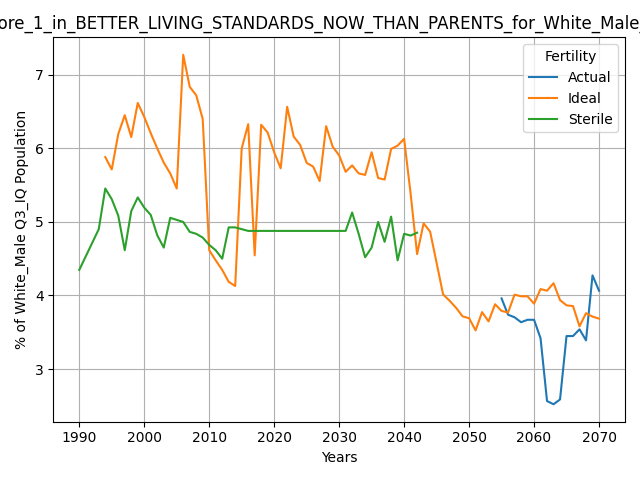 ore_1_in_BETTER_LIVING_STANDARDS_NOW_THAN_PARENTS_for_White_Male_
Fertility
Actual
Ideal
Sterile
% of White_Male Q3_IQ Population
7
6
5
4
3
1990 2000 2010 2020 2030 2040 2050 2060 2070
Years